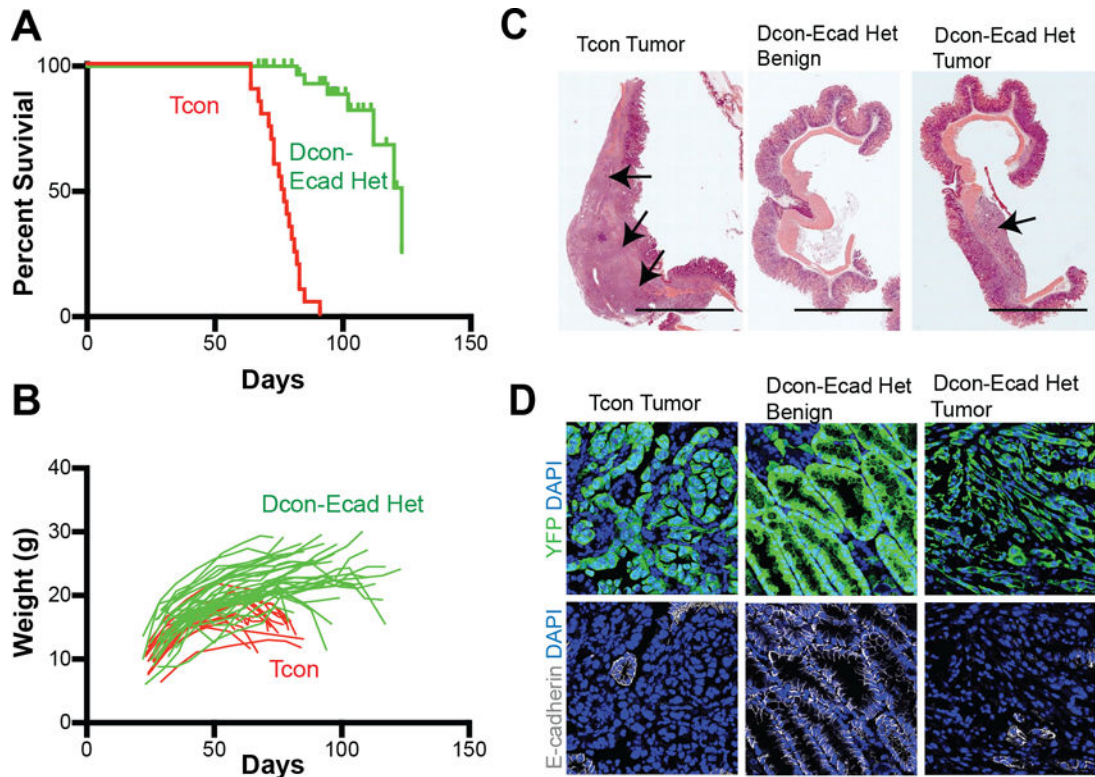 A
Percent Suvivial
100
50
0
Tcon
Dcon-
Ecad Het
0
50
100
150
Days
B
Weight (g)
40
30
20
10
0
Dcon-Ecad Het
Tcon
0
50
100
150
Days
C
Tcon Tumor
Dcon-Ecad Het
Benign
Dcon-Ecad Het
Tumor
D
Tcon Tumor
Dcon-Ecad Het
Benign
Dcon-Ecad Het
Tumor
YFP DAPI
E-cadherin DAPI